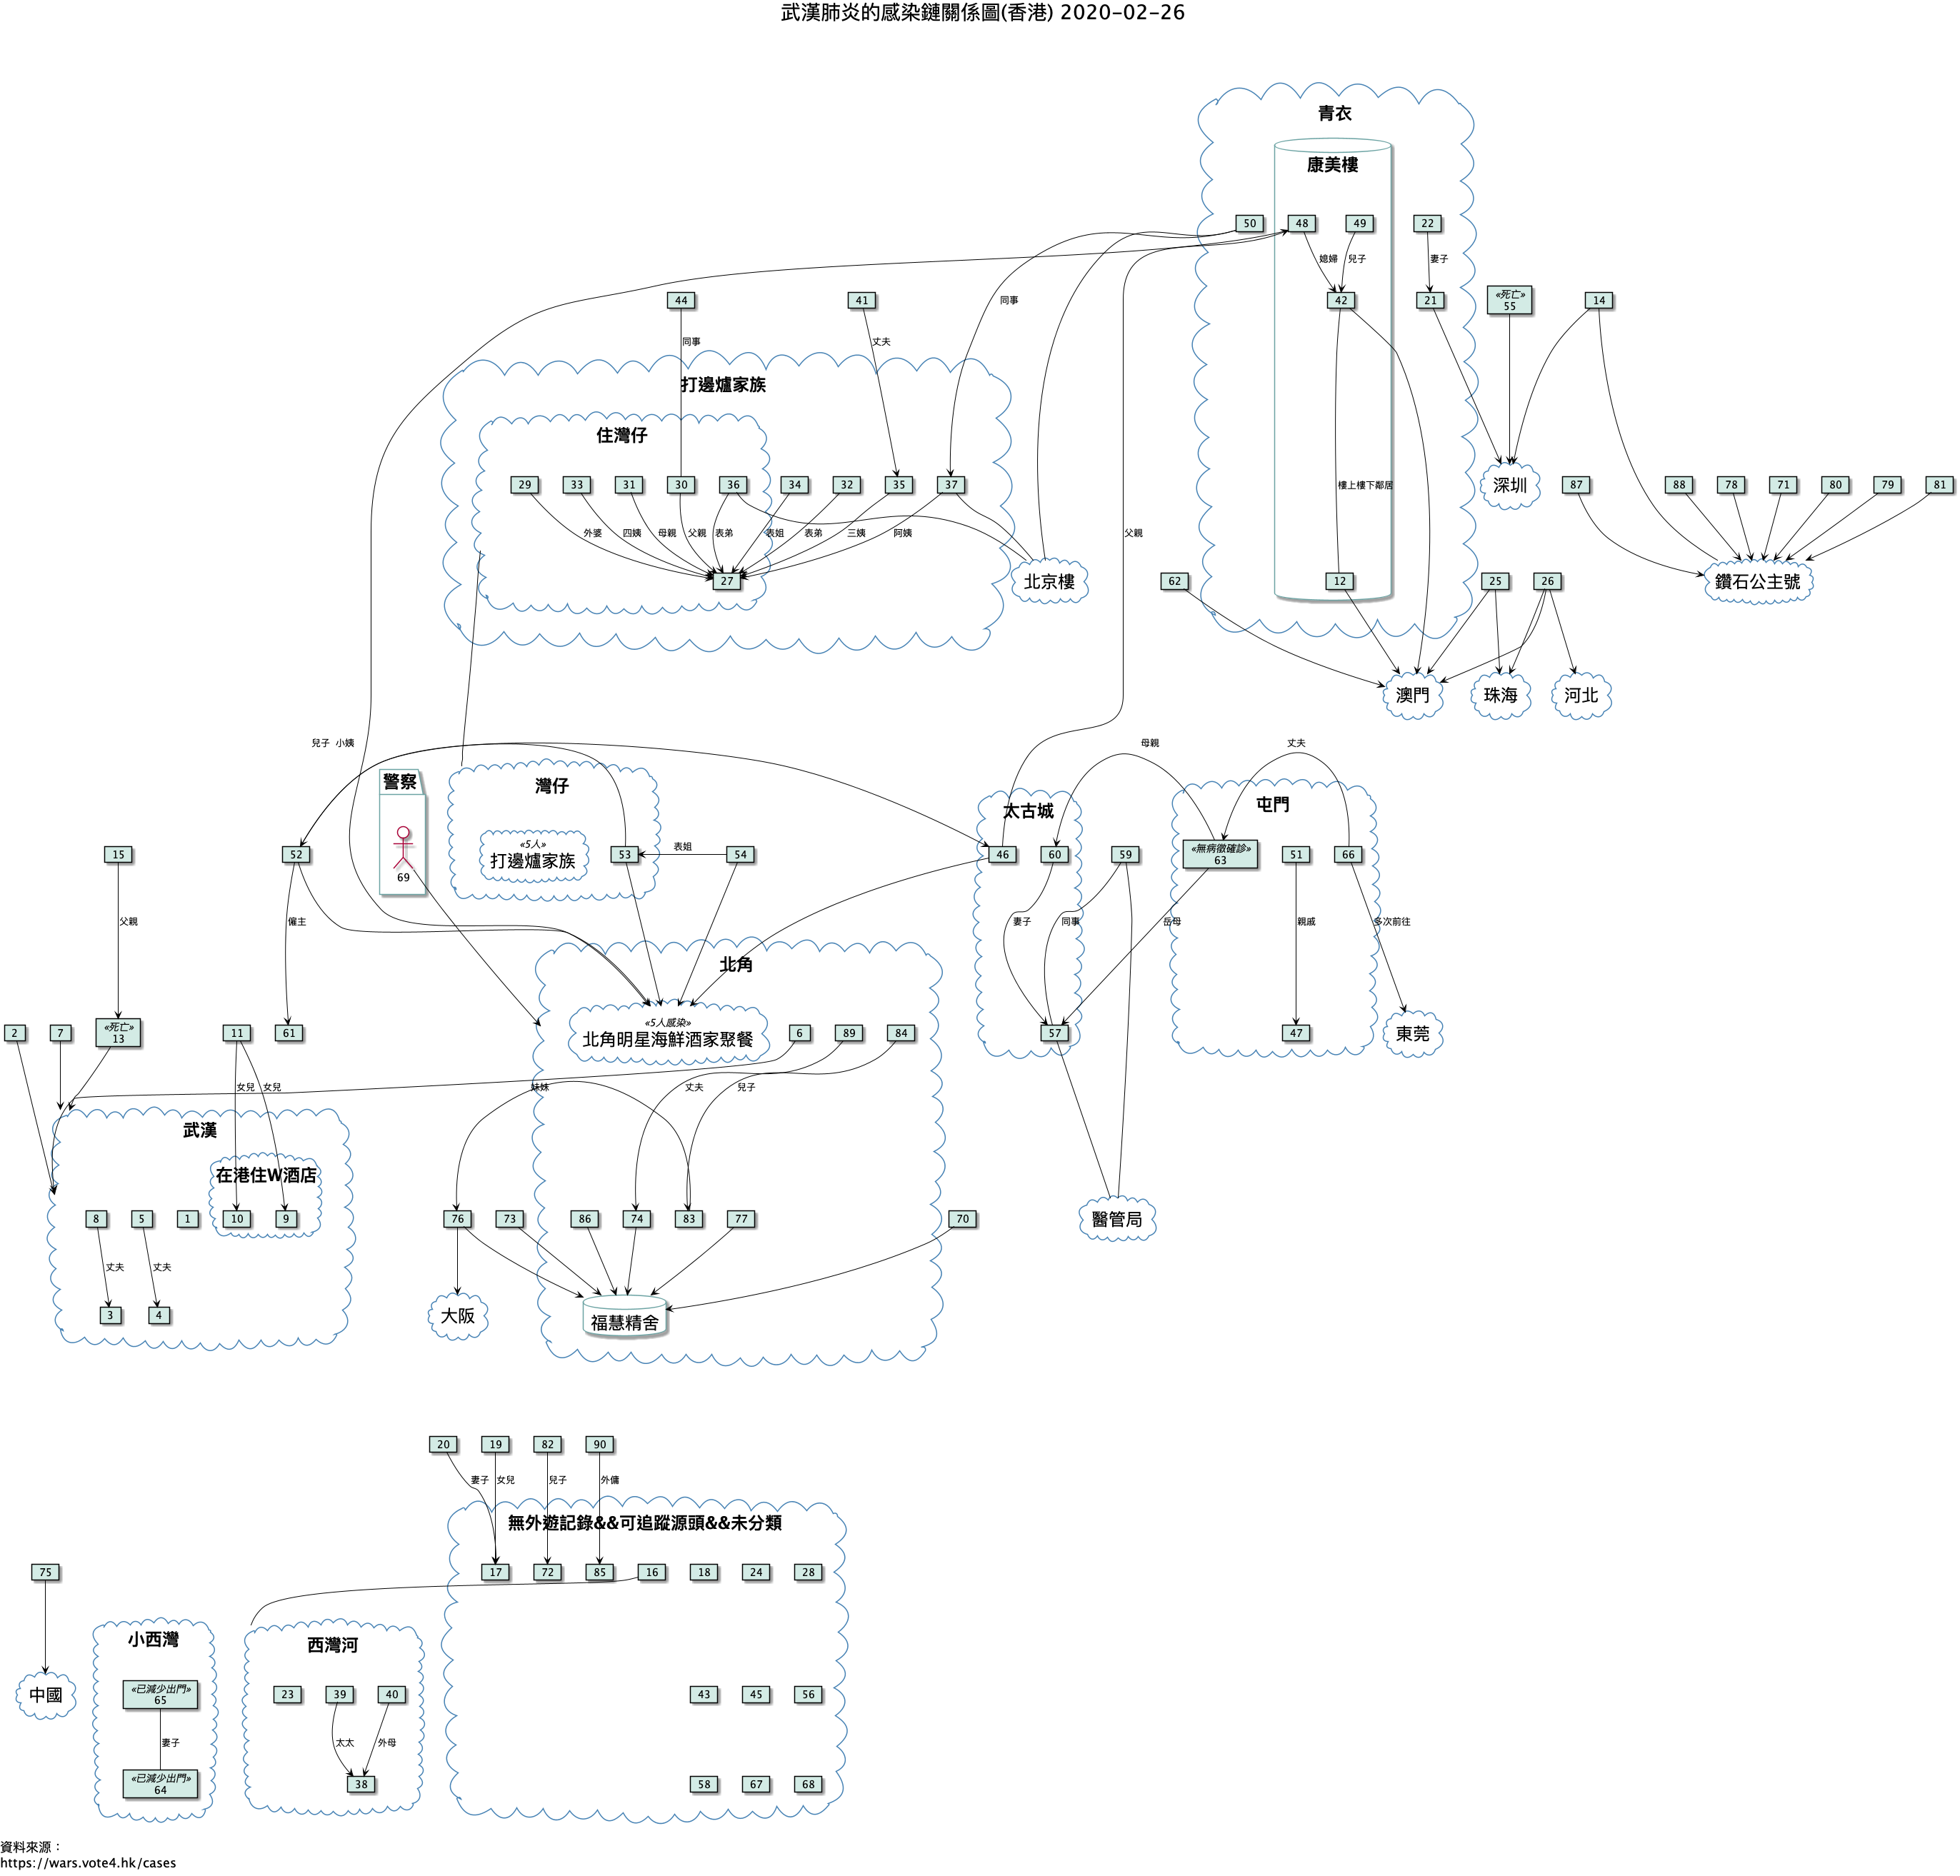 武漢肺炎的感染鏈關係圖(香港) 2020-02-26
青衣
康美樓
50
48
49
22
媳婦
兒子
妻子
44
41
同事
42
21
«死亡»
55
14
同事
丈夫
打邊爐家族
住灣仔
29
33
31
30
36
34
32
35
37
樓上樓下鄰居
深圳
87
88
78
71
80
79
81
外婆
四姨
母親
父親
表弟
表姐
表弟
三姨
阿姨
父親
27
北京樓
62
12
25
26
鑽石公主號
澳門
珠海
河北
兒子
小姨
母親
丈夫
警察
灣仔
太古城
屯門
15
52
69
«5人»
打邊爐家族
53
表姐
54
46
60
59
«無病徵確診»
63
51
66
父親
僱主
妻子
同事
岳母
親戚
多次前往
北角
2
7
«死亡»
13
11
61
«5人感染»
北角明星海鮮酒家聚餐
6
89
84
57
47
東莞
女兒
女兒
妹妹
丈夫
兒子
武漢
在港住W酒店
8
5
1
10
9
76
73
86
74
83
77
70
醫管局
丈夫
丈夫
3
4
大阪
福慧精舍
20
19
82
90
妻子
女兒
兒子
外傭
無外遊記錄&&可追蹤源頭&&未分類
75
17
72
85
16
18
24
28
小西灣
西灣河
中國
«已減少出門»
65
23
39
40
43
45
56
妻子
太太
外母
«已減少出門»
64
38
58
67
68
資料來源：
https://wars.vote4.hk/cases